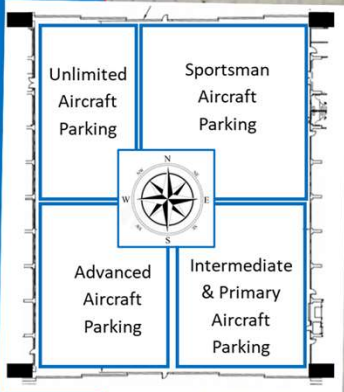 Unlimited
Aircraft
Parking
Sportsman
Aircraft
Parking
N
W
E
S
Advanced
Aircraft
Parking
Intermediate
& Primary
Aircraft
Parking